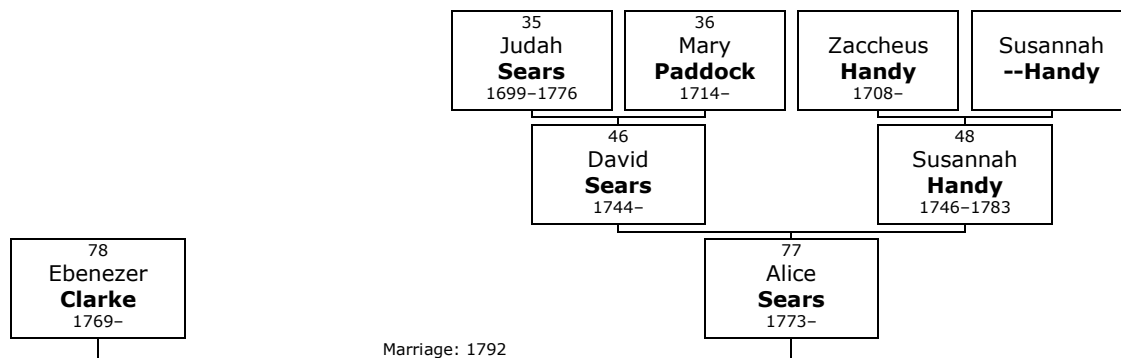 35
Judah
Sears
1699–1776
36
Mary
Paddock
1714–
Zaccheus
Handy
1708–
Susannah
--Handy
46
David
Sears
1744–
48
Susannah
Handy
1746–1783
78
Ebenezer
Clarke
1769–
77
Alice
Sears
1773–
Marriage: 1792